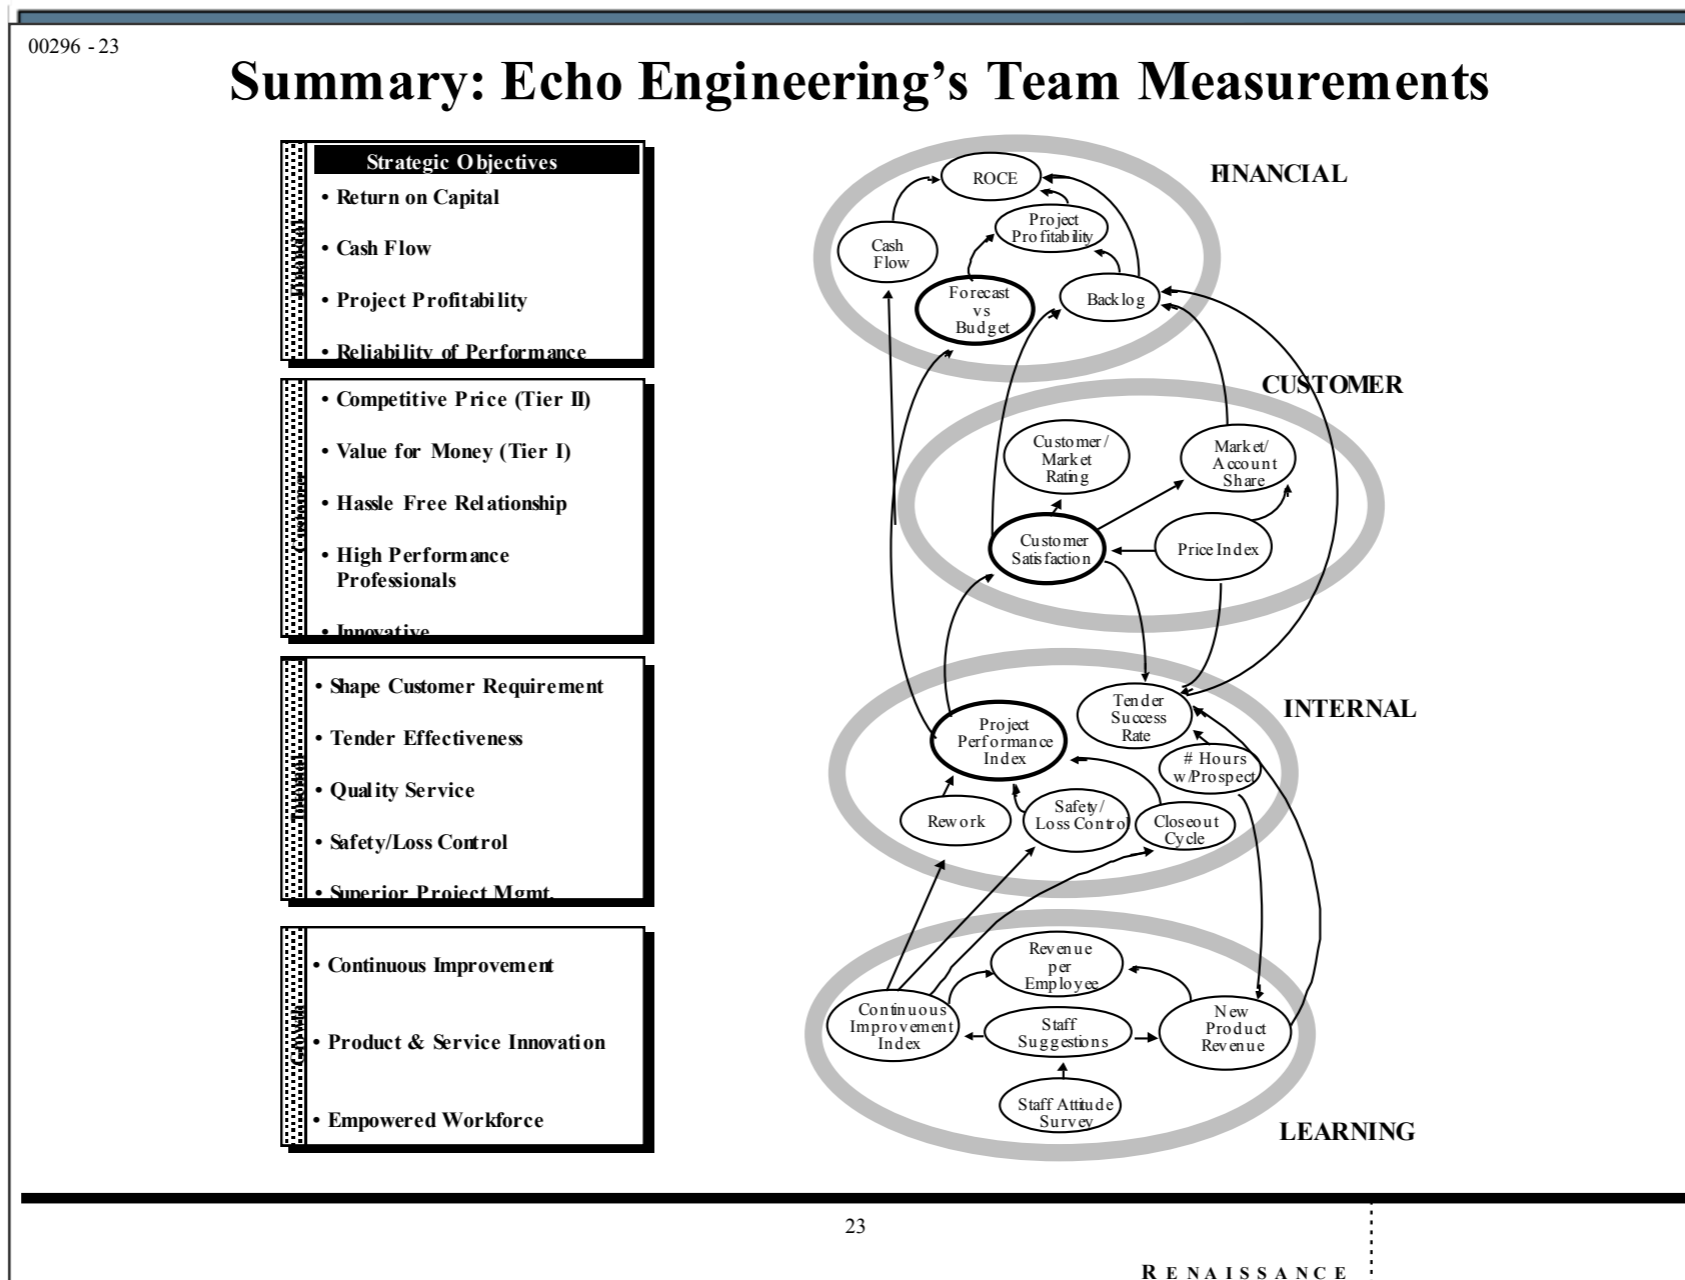 00296 - 23
Summary: Echo Engineering's Team Measurements
Strategic Objectives
• Return on Capital
• Cash Flow
• Project Profitability
• Reliability of Performance
• Competitive Price (Tier II)
• Value for Money (Tier I)
• Hassle Free Relationship
• High Performance
Professionals
• Innovative
• Shape Customer Requirement
• Tender Effectiveness
• Quality Service
• Safety/Loss Control
• Superior Project Mgmt.
• Continuous Improvement
• Product & Service Innovation
• Empowered Workforce
FINANCIAL
ROCE
Project
Profitability
Cash
Flow
Forecast
vs
Budget
Backlog
CUSTOMER
Customer/
Market
Rating
Market/
Account
Share
Customer
Satisfaction
Price Index
INTERNAL
Tender
Success
Rate
Project
Performance
Index
# Hours
w/Prospect
Rework
Safety/
Loss Control
Closeout
Cycle
Revenue
per
Employee
Continuous
Improvement
Index
Staff
Suggestions
New
Product
Revenue
Staff Attitude
Survey
LEARNING
23
RENAISSANCE